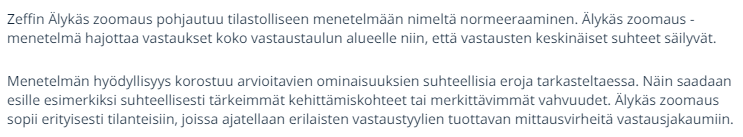 Zeffin Älykäs zoomaus pohjautuu tilastolliseen menetelmään nimeltä normeeraaminen. Älykäs zoomaus -
menetelmä hajottaa vastaukset koko vastaustaulun alueelle niin, että vastausten keskinäiset suhteet säilyvät.
Menetelmän hyödyllisyys korostuu arvioitavien ominaisuuksien suhteellisia eroja tarkasteltaessa. Näin saadaan
esille esimerkiksi suhteellisesti tärkeimmät kehittämiskohteet tai merkittävimmät vahvuudet. Älykäs zoomaus
sopii erityisesti tilanteisiin, joissa ajatellaan erilaisten vastaustyylien tuottavan mittausvirheitä vastausjakaumiin.